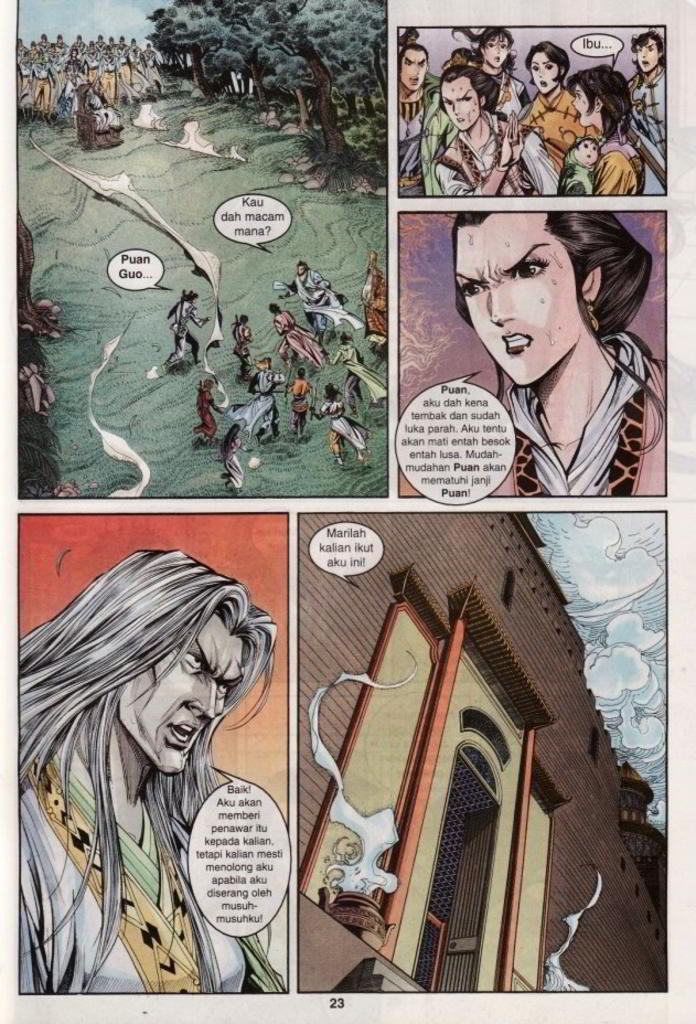 Kau
dah macam
mana?
Puan
Guo...
Ibu...
Puan,
aku dah kena
tembak dan sudah
luka parah. Aku tentu
akan mati entah besok
entah lusa. Mudah-
mudahan Puan akan
mematuhi janji
Puan!
Baik!
Aku akan
memberi
penawar itu
kepada kalian,
tetapi kalian mesti
menolong aku
apabila aku
diserang oleh
musuh-
musuhku!
Marilah
kalian ikut
aku ini!
23